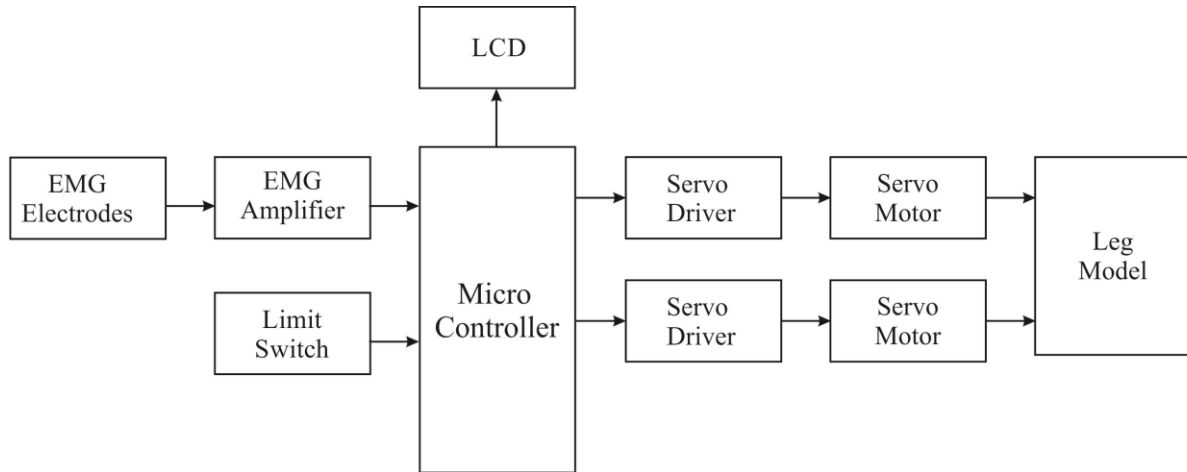 LCD
EMG
Electrodes
EMG
Amplifier
Servo
Driver
Servo
Motor
Leg
Model
Micro
Controller
Limit
Switch
Servo
Driver
Servo
Motor